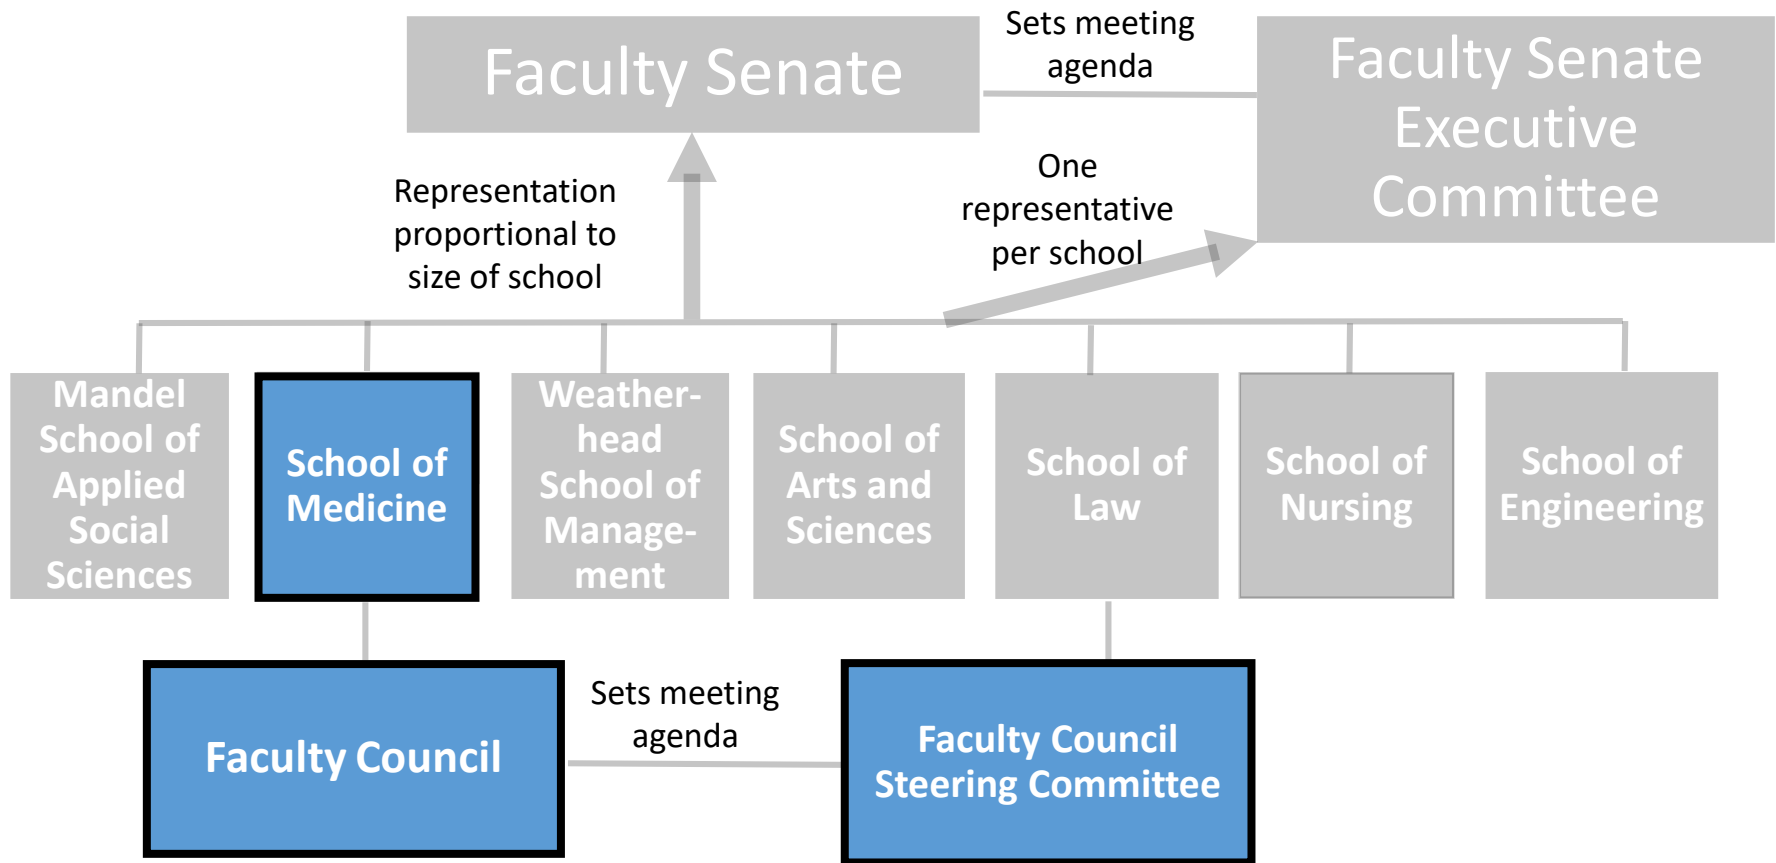 Faculty Senate
Sets meeting
agenda
Faculty Senate
Executive
Committee
Representation
proportional to
size of school
One
representative
per school
Mandel
School of
Applied
Social
Sciences
School of
Medicine
Weather-
head
School of
Manage-
ment
School of
Arts and
Sciences
School of
Law
School of
Nursing
School of
Engineering
Faculty Council
Sets meeting
agenda
Faculty Council
Steering Committee